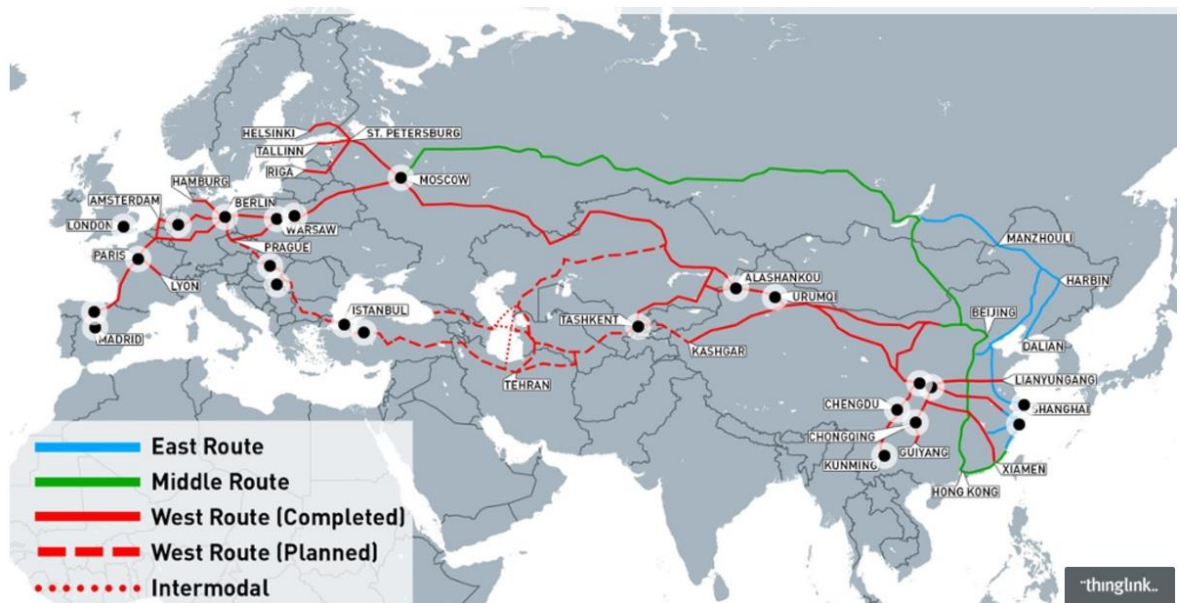 HELSINKI
ST. PETERSBURG
TALLINN
RIGA
MOSCOW
HAMBURG
AMSTERDAM
BERLIN
LONDON
WARSAW
PARIS
PRAGUE
LYON
MADRID
ISTANBUL
TEHRAN
TASHKENT
KASHGAR
ALASHANKOU
URUMQI
MANZHOULI
HARBIN
BEIJING
DALIAN
LIANYUNGANG
SHANGHAI
CHENGDU
CHONGQING
GUIYANG
KUNMING
XIAMEN
HONG KONG
East Route
Middle Route
West Route (Completed)
West Route (Planned)
Intermodal
¨thinglink..